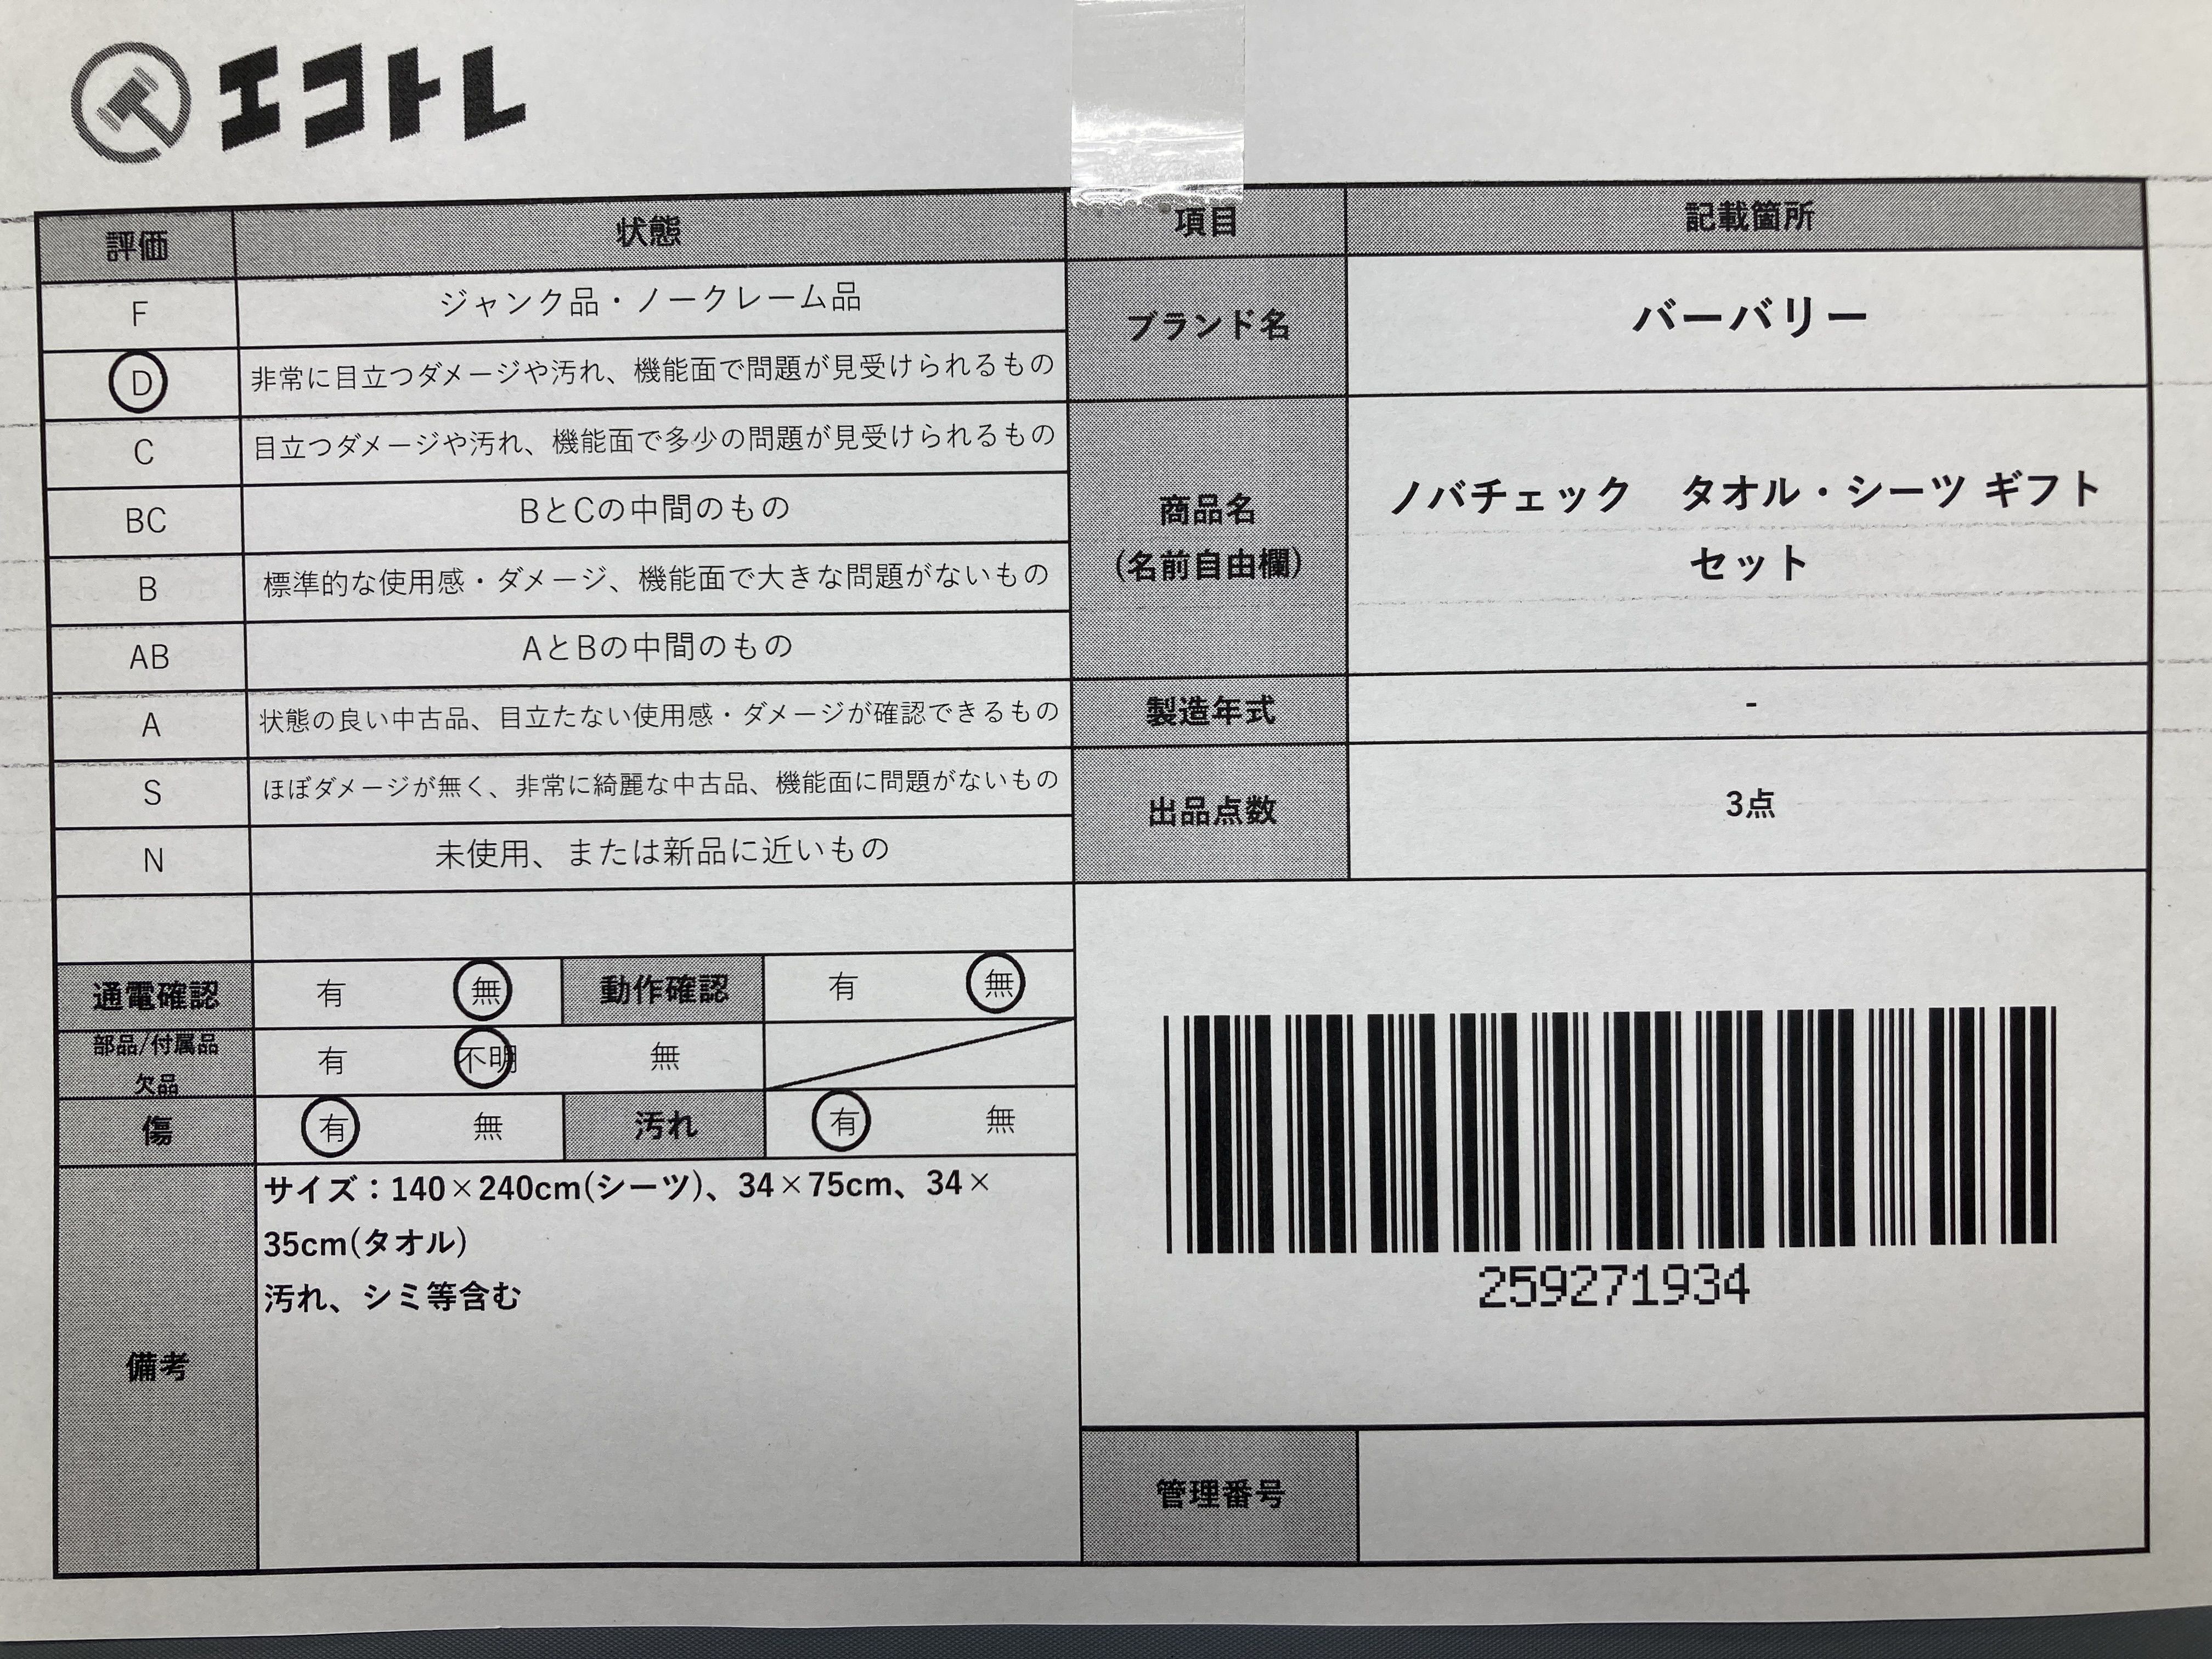 エコトレ
評価 状態
F ジャンク品・ノークレーム品
D 非常に目立つダメージや汚れ、機能面で問題が見受けられるもの
C 目立つダメージや汚れ、機能面で多少の問題が見受けられるもの
BC BとCの中間のもの
B 標準的な使用感・ダメージ、機能面で大きな問題がないもの
AB AとBの中間のもの
A 状態の良い中古品、目立たない使用感・ダメージが確認できるもの
S ほぼダメージが無く、非常に綺麗な中古品、機能面に問題がないもの
N 未使用、または新品に近いもの
通電確認 有 無 動作確認 有 無
部品/付属品
欠品 有 不明 無
傷 有 無 汚れ 有 無
備考
サイズ：140×240cm(シーツ)、34×75cm、34×
35cm(タオル)
汚れ、シミ等含む
項目 記載箇所
ブランド名 バーバリー
商品名
(名前自由欄)
ノバチェック　タオル・シーツ ギフト
セット
製造年式 -
出品点数 3点
259271934
管理番号